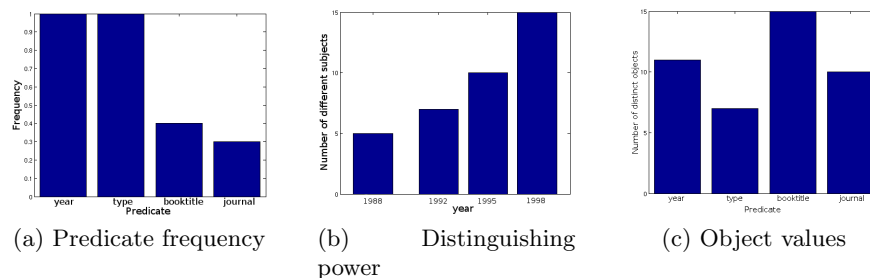 1
0.9
0.8
0.7
0.6
0.5
0.4
0.3
0.2
0.1
0
Frequency
year type booktitle journal
Predicate
(a) Predicate frequency
15
10
5
0
Number of different subjects
1988 1992 1995 1998
year
(b) Distinguishing
power
15
10
5
0
Number of distinct objects
year type booktitle journal
Predicate
(c) Object values